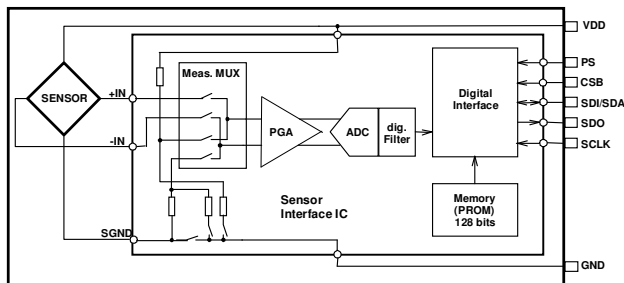 VDD
Meas. MUX
PS
SENSOR
+IN
Digital
Interface
CSB
SDI/SDA
PGA
ADC
dig.
Filter
SDO
-IN
SCLK
Sensor
Interface IC
Memory
(PROM)
128 bits
SGND
GND